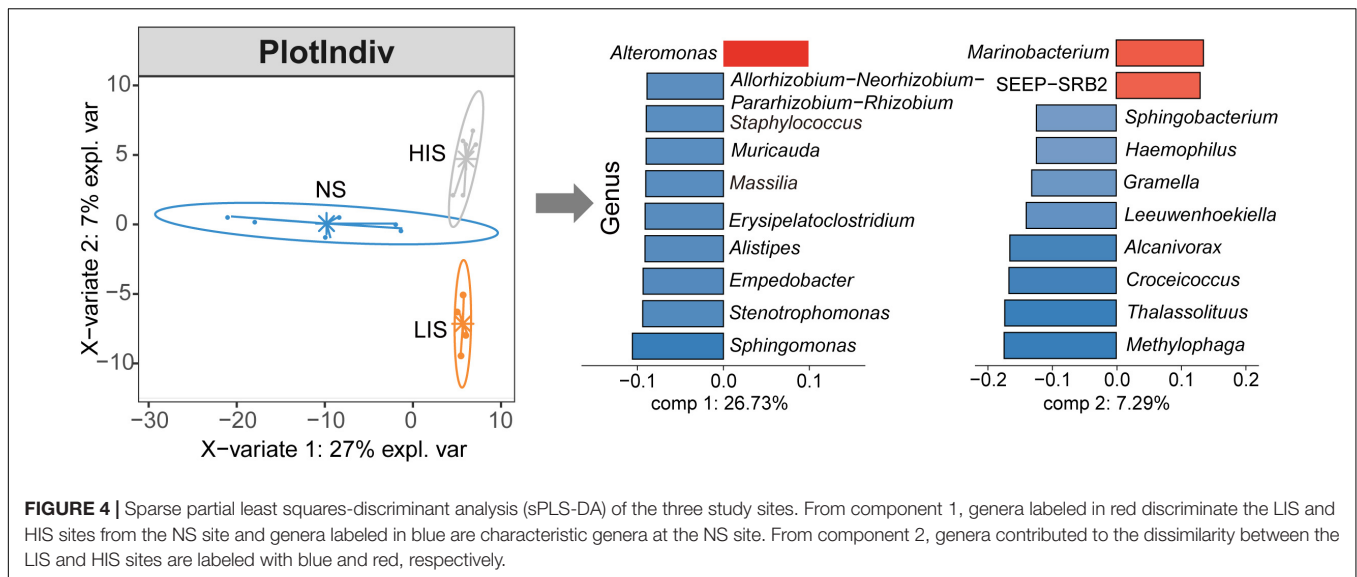 PlotIndiv
X−variate 2: 7% expl. var
10
5
0
−5
−10
HIS
NS
LIS
−30
−20
−10
0
10
X−variate 1: 27% expl. var
Genus
Alteromonas
Allorhizobium−Neorhizobium−
Pararhizobium−Rhizobium
Staphylococcus
Muricauda
Massilia
Erysipelatoclostridium
Alistipes
Empedobacter
Stenotrophomonas
Sphingomonas
−0.1
0.0
0.1
comp 1: 26.73%
Marinobacterium
SEEP−SRB2
Sphingobacterium
Haemophilus
Gramella
Leeuwenhoekiella
Alcanivorax
Croceicoccus
Thalassolituus
Methylophaga
−0.2
−0.1
0.0
0.1
0.2
comp 2: 7.29%
FIGURE 4 | Sparse partial least squares-discriminant analysis (sPLS-DA) of the three study sites. From component 1, genera labeled in red discriminate the LIS and
HIS sites from the NS site and genera labeled in blue are characteristic genera at the NS site. From component 2, genera contributed to the dissimilarity between the
LIS and HIS sites are labeled with blue and red, respectively.